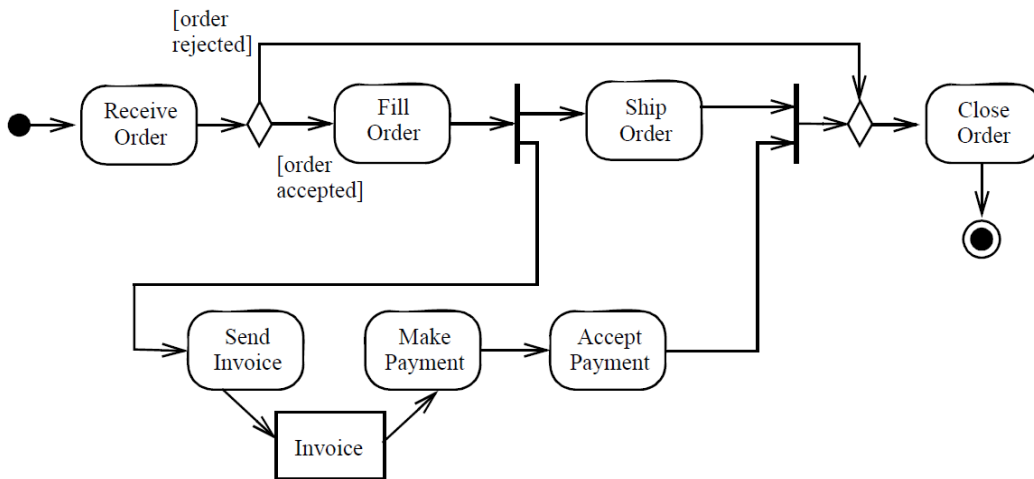 [order
rejected]
Receive
Order
Fill
Order
Ship
Order
Close
Order
[order
accepted]
Send
Invoice
Make
Payment
Accept
Payment
Invoice